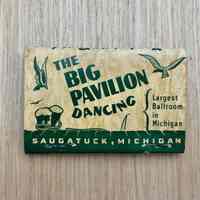 THE
BIG
PAVILION
DANCING
Largest
Ballroom
in
Michigan
SAUGATUCK, MICHIGAN